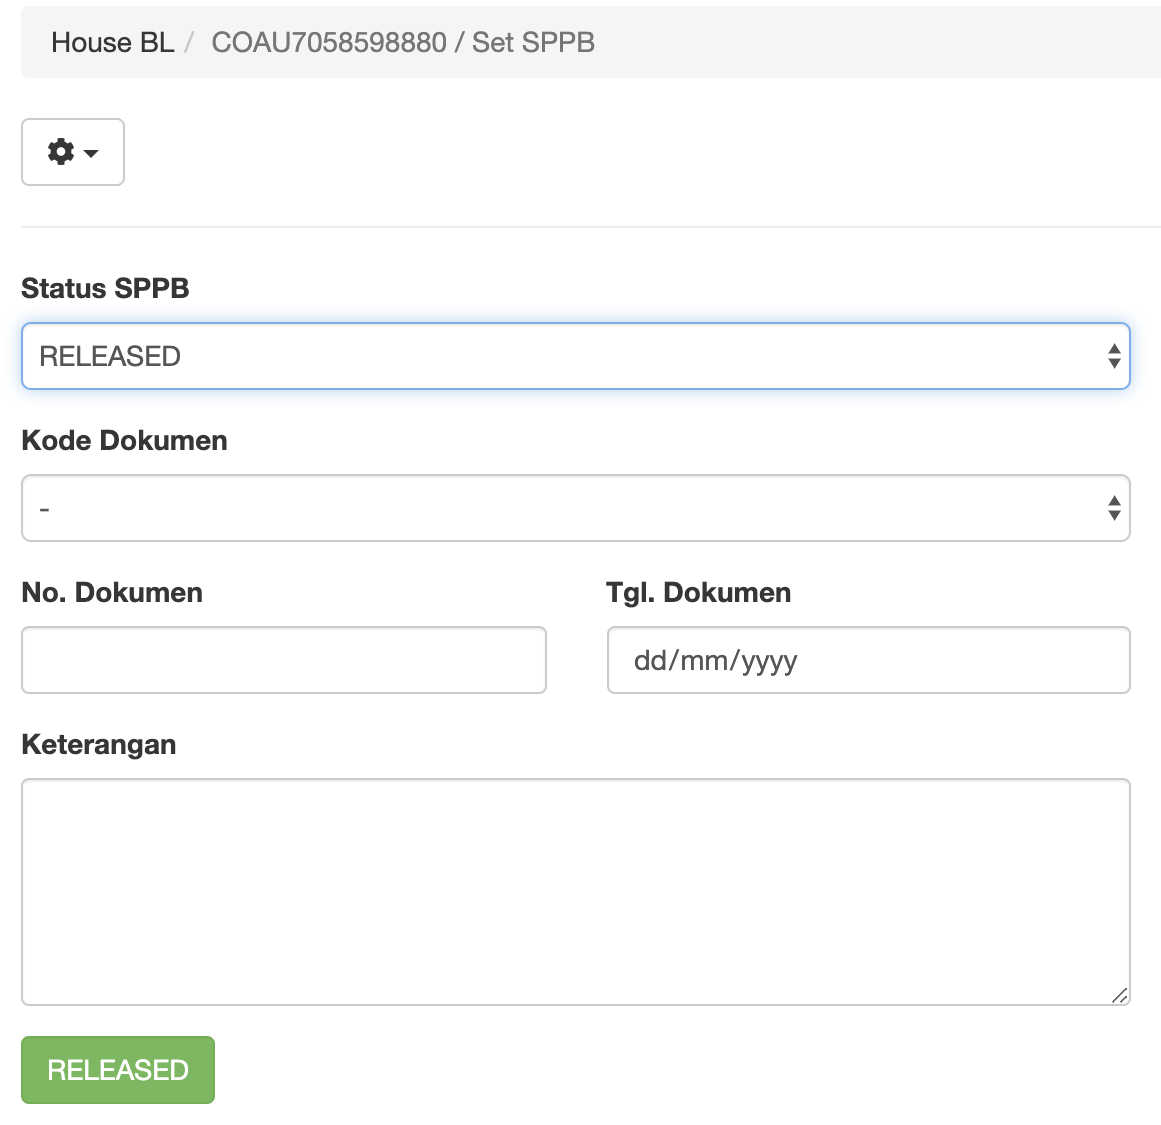 House BL / COAU7058598880 / Set SPPB
Status SPPB
RELEASED
Kode Dokumen
-
No. Dokumen
Tgl. Dokumen
dd/mm/yyyy
Keterangan
RELEASED